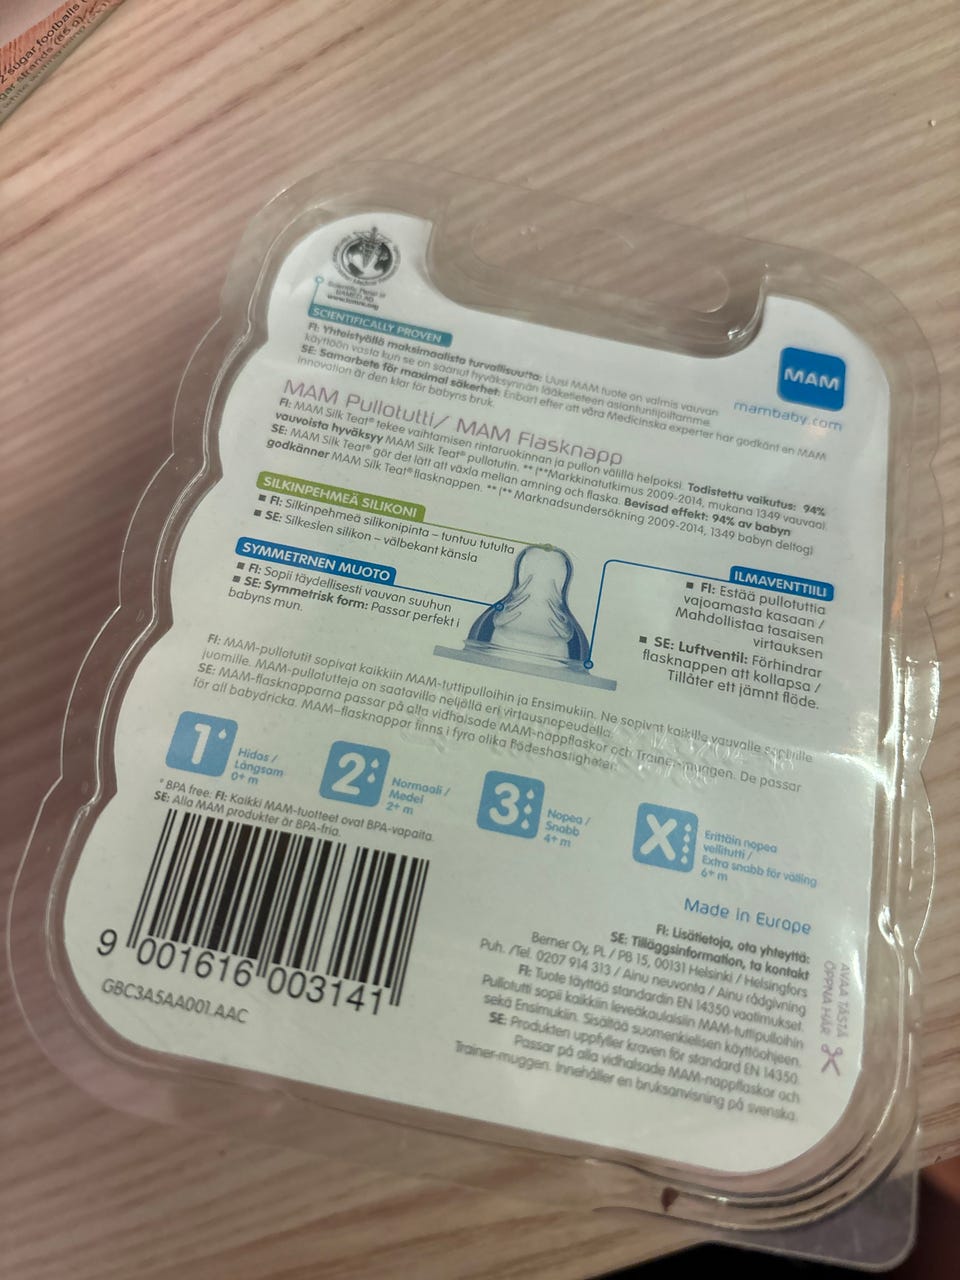 2 sugar footballs
Scientific Panel of
SCIENTIFICALLY PROVEN
FI: Yhteistyöllä maksimaalista turvallisuutta: Uusi MAM tuote on valmis vauvan
käyttöön vasta kun se on saanut hyväksynnän lääketieteen asiantuntijoiltamme.
SE: Samarbete för maximal säkerhet: Enbart efter att våra Medicinska experter har godkänt en MAM
innovation är den klar för babyns bruk.
MAM
mambaby.com
MAM Pullotutti/ MAM Flasknapp
FI: MAM Silk Teat® tekee vaihtamisen rintaruokinnan ja pullon välillä helpoksi. Todistettu vaikutus: 94%
vauvoista hyväksyy MAM Silk Teat® pullotutin. ** (**Markkinatutkimus 2009-2014, mukana 1349 vauvaa)
SE: MAM Silk Teat® gör det lätt att växla mellan amning och flaska. Bevisad effekt: 94% av babyn
godkänner MAM Silk Teat® flasknappen. ** (** Marknadsundersökning 2009-2014, 1349 babyn deltog)
SILKINPEHMEÄ SILIKONI
▪ FI: Silkinpehmeä silikonipinta – tuntuu tutulta
▪ SE: Silkeslen silikon – välbekant känsla
SYMMETRNEN MUOTO
▪ FI: Sopii täydellisesti vauvan suuhun
▪ SE: Symmetrisk form: Passar perfekt i
babyns mun.
ILMAVENTTIILI
▪ FI: Estää pullotuttia
vajoamasta kasaan /
Mahdollistaa tasaisen
virtauksen
▪ SE: Luftventil: Förhindrar
flasknappen att kollapsa /
Tillåter ett jämnt flöde.
FI: MAM-pullotutit sopivat kaikkiin MAM-tuttipulloihin ja Ensimukiin. Ne sopivat kaikille vauvalle sopiville
juomille. MAM-pullotutteja on saatavilla neljällä eri virtausnopeudella.
SE: MAM-flasknapparna passar på alla vidhalsade MAM-nappflaskor och Trainer-muggen. De passar
för all babydricka. MAM-flasknappar finns i fyra olika flödeshastigheter.
1
Hidas/
Långsam
0+ m
2
Normaali /
Medel
2+ m
3
Nopea /
Snabb
4+ m
X
Erittäin nopea
vellitutti /
Extra snabb för välling
6+ m
* BPA free: FI: Kaikki MAM-tuotteet ovat BPA-vapaita.
SE: Alla MAM produkter är BPA-fria.
9 001616 003141
GBC3A5AA001.AAC
Made in Europe
FI: Lisätietoja, ota yhteyttä:
SE: Tilläggsinformation, ta kontakt
Berner Oy, PL / PB 15, 00131 Helsinki / Helsingfors
Puh. /Tel. 0207 914 313 / Ainu neuvonta / Ainu rådgivning
FI: Tuote täyttää standardin EN 14350 vaatimukset.
Pullotutti sopii kaikkiin leveäkaulaisiin MAM-tuttipulloihin
sekä Ensimukiin. Sisältää suomenkielisen käyttöohjeen.
SE: Produkten uppfyller kraven för standard EN 14350.
Passar på alla vidhalsade MAM-nappflaskor och
Trainer-muggen. Innehåller en bruksanvisning på svenska.
AVAA TÄSTÄ
ÖPPNA HÄR